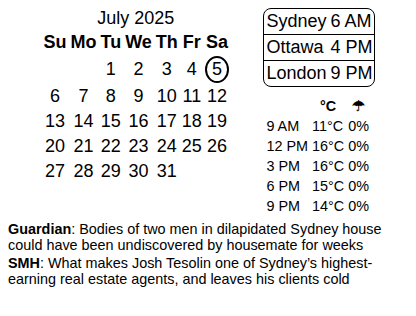 July 2025
Su Mo Tu We Th Fr Sa
1 2 3 4 5
6 7 8 9 10 11 12
13 14 15 16 17 18 19
20 21 22 23 24 25 26
27 28 29 30 31
Sydney 6 AM
Ottawa 4 PM
London 9 PM
°C ☂
9 AM 11°C 0%
12 PM 16°C 0%
3 PM 16°C 0%
6 PM 15°C 0%
9 PM 14°C 0%
Guardian: Bodies of two men in dilapidated Sydney house
could have been undiscovered by housemate for weeks
SMH: What makes Josh Tesolin one of Sydney’s highest-
earning real estate agents, and leaves his clients cold